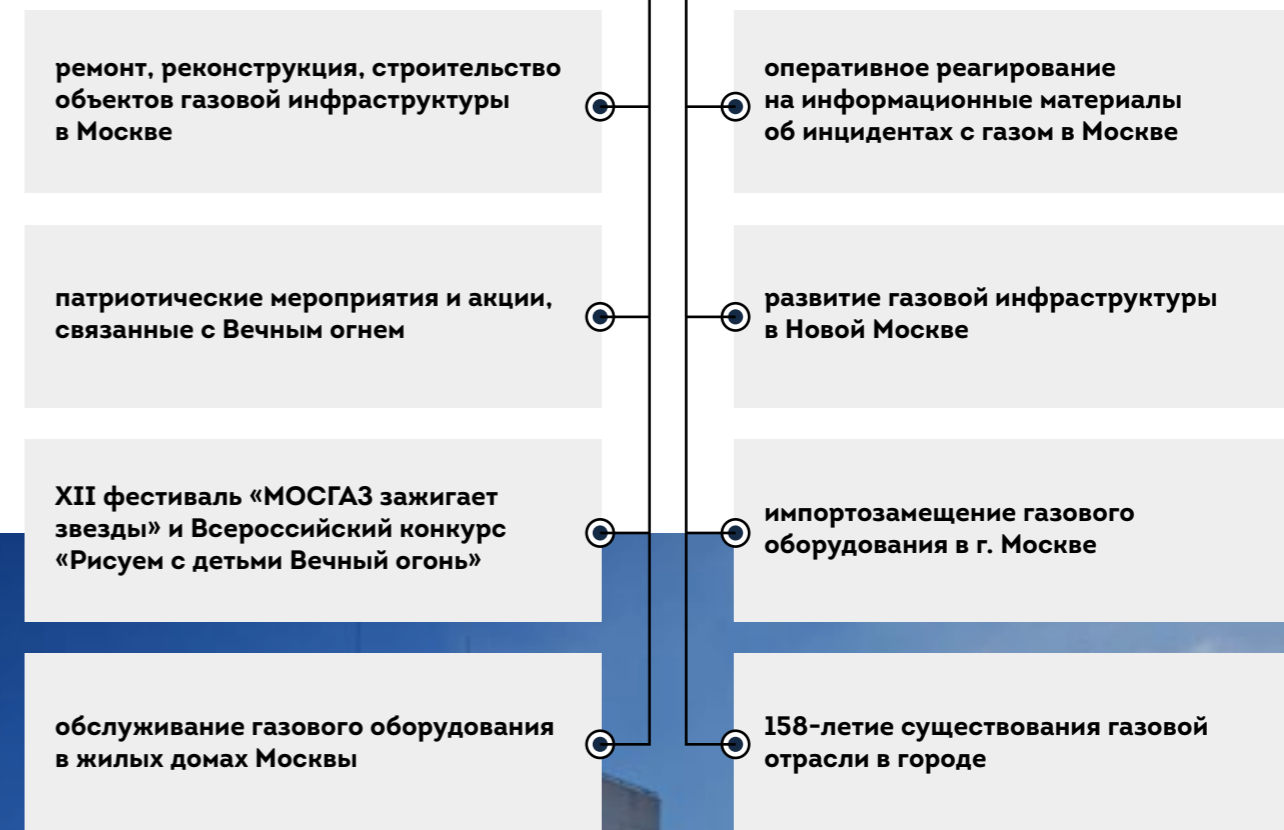 ремонт, реконструкция, строительство
объектов газовой инфраструктуры
в Москве
оперативное реагирование
на информационные материалы
об инцидентах с газом в Москве
патриотические мероприятия и акции,
связанные с Вечным огнем
развитие газовой инфраструктуры
в Новой Москве
XII фестиваль «МОСГАЗ зажигает
звезды» и Всероссийский конкурс
«Рисуем с детьми Вечный огонь»
импортозамещение газового
оборудования в г. Москве
обслуживание газового оборудования
в жилых домах Москвы
158-летие существования газовой
отрасли в городе